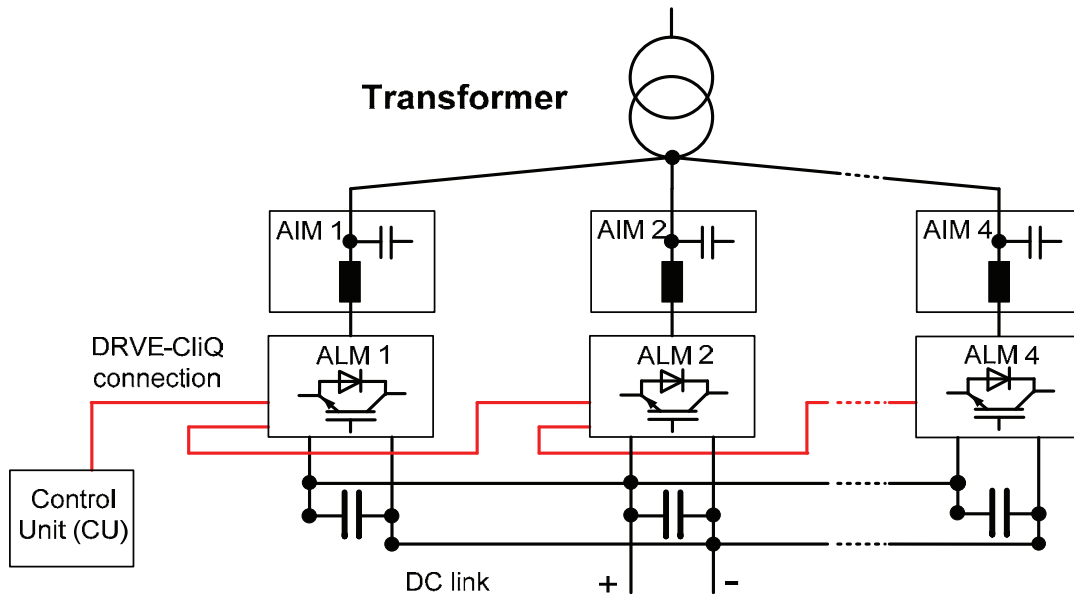 Transformer
AIM 1
AIM 2
AIM 4
DRVE-CliQ
connection
ALM 1
ALM 2
ALM 4
Control
Unit (CU)
DC link
+
-